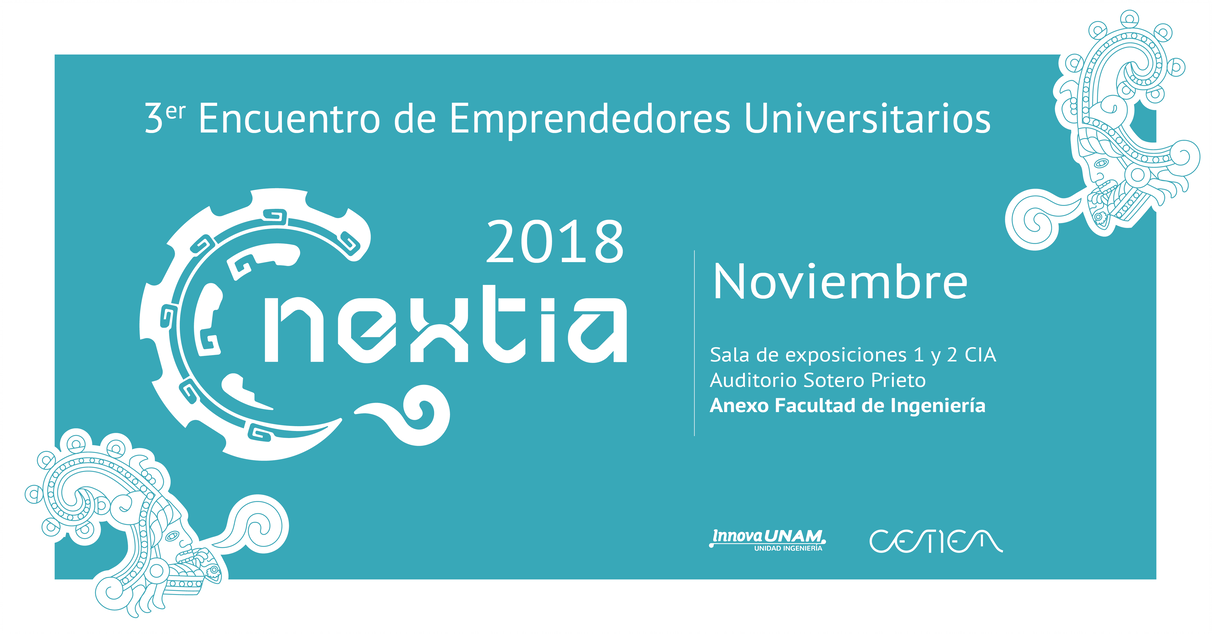 3er Encuentro de Emprendedores Universitarios
2018
nextia
Noviembre
Sala de exposiciones 1 y 2 CIA
Auditorio Sotero Prieto
Anexo Facultad de Ingeniería
InnovaUNAM
UNIDAD INGENIERÍA